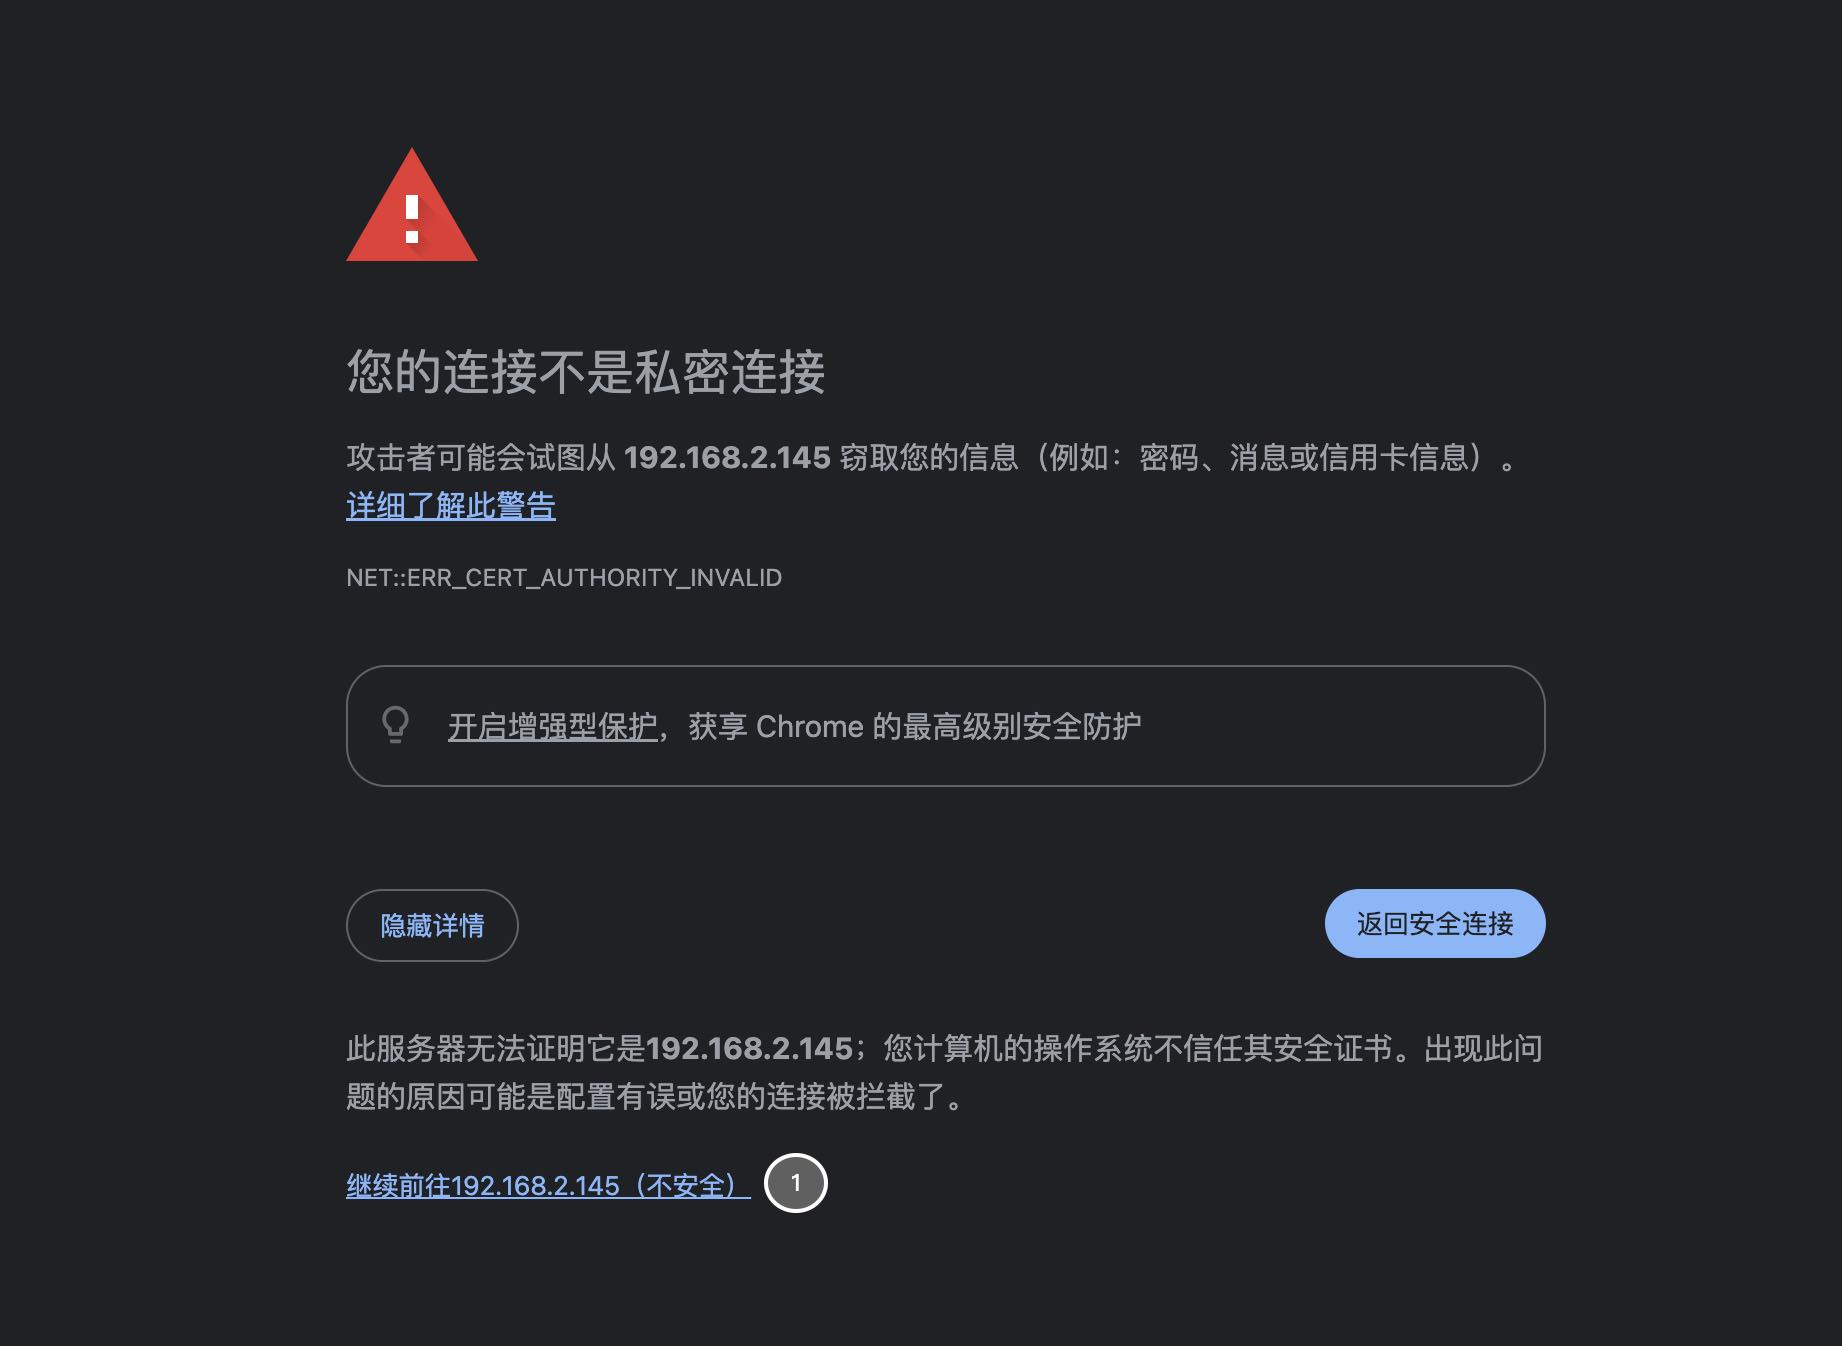 您的连接不是私密连接
攻击者可能会试图从 192.168.2.145 窃取您的信息（例如：密码、消息或信用卡信息）。
详细了解此警告
NET::ERR_CERT_AUTHORITY_INVALID
开启增强型保护，获享 Chrome 的最高级别安全防护
隐藏详情
返回安全连接
此服务器无法证明它是192.168.2.145；您计算机的操作系统不信任其安全证书。出现此问
题的原因可能是配置有误或您的连接被拦截了。
继续前往192.168.2.145（不安全） 1